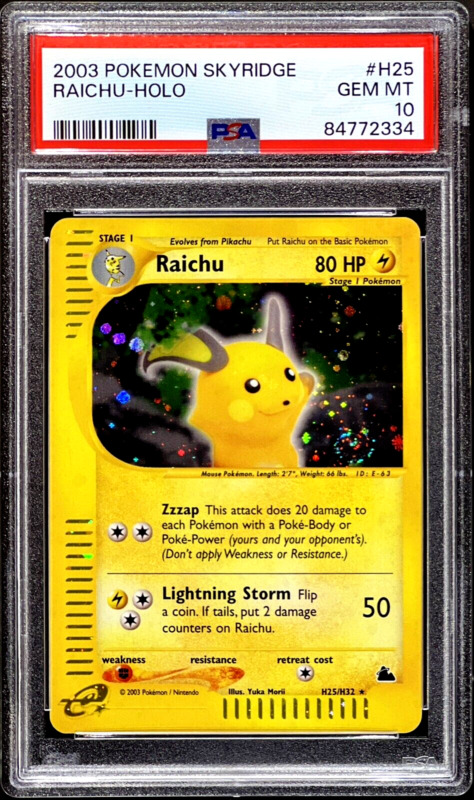 2003 POKEMON SKYRIDGE #H25
RAICHU-HOLO GEM MT
10
PSA 84772334
STAGE 1 Evolves from Pikachu Put Raichu on the Basic Pokémon
Raichu 80 HP
Stage 1 Pokémon
Mouse Pokémon. Length: 2'7", Weight: 66 lbs. ID: E-63
Zzzap This attack does 20 damage to
each Pokémon with a Poké-Body or
Poké-Power (yours and your opponent's).
(Don't apply Weakness or Resistance.)
Lightning Storm Flip
a coin. If tails, put 2 damage
counters on Raichu.
50
weakness resistance retreat cost
© 2003 Pokémon / Nintendo Illus. Yuka Morii H25/H32 ★